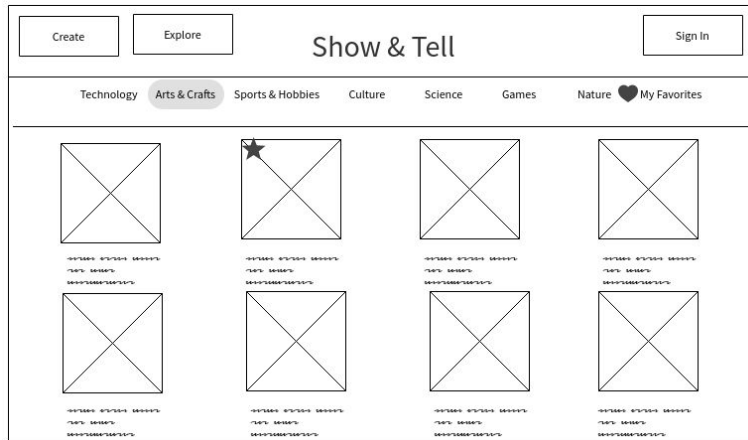 Create
Explore
Show & Tell
Sign In
Technology Arts & Crafts Sports & Hobbies Culture Science Games Nature My Favorites